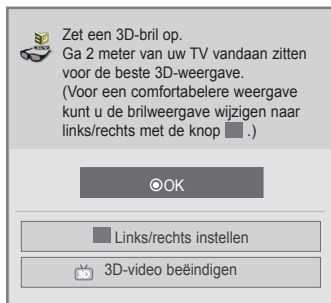 Zet een 3D-bril op.
Ga 2 meter van uw TV vandaan zitten
voor de beste 3D-weergave.
(Voor een comfortabelere weergave
kunt u de brilweergave wijzigen naar
links/rechts met de knop .)
OK
Links/rechts instellen
3D 3D-video beëindigen